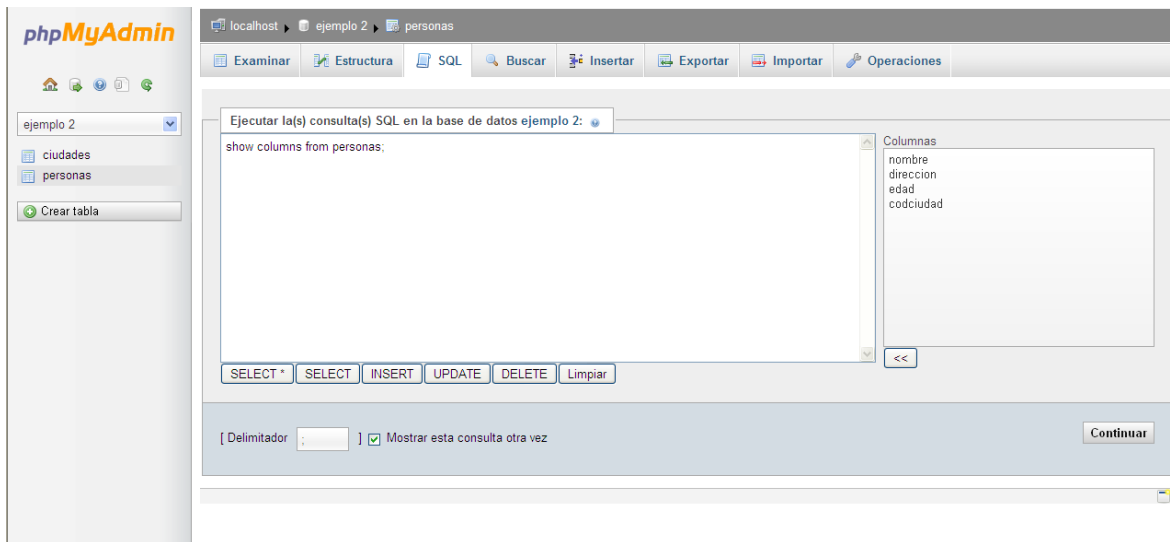 phpMyAdmin
ejemplo 2
ciudades
personas
Crear tabla
localhost ejemplo 2 personas
Examinar Estructura SQL Buscar Insertar Exportar Importar Operaciones
Ejecutar la(s) consulta(s) SQL en la base de datos ejemplo 2:
show columns from personas;
Columnas
nombre
direccion
edad
codciudad
<<
SELECT * SELECT INSERT UPDATE DELETE Limpiar
[ Delimitador ; ] Mostrar esta consulta otra vez
Continuar